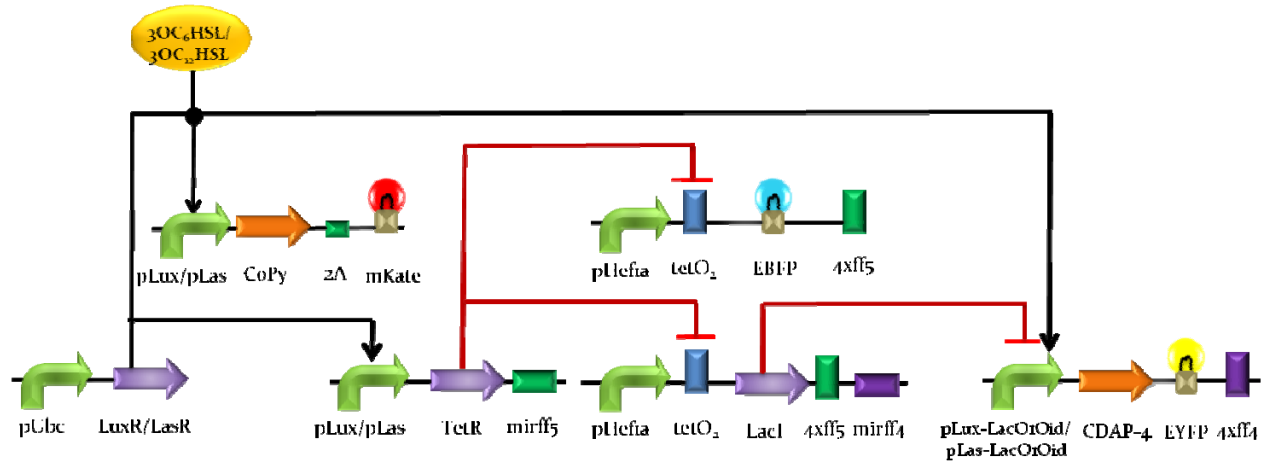 3OC₆HSL/
3OC₁₂HSL
pLux/pLas CoPy 2A mKate
pHef1a tetO₂ EBFP 4xff5
pUbc LuxR/LasR
pLux/pLas TetR mirff5
pHef1a tetO₂ LacI 4xff5 mirff4
pLux-LacO1Oid/
pLas-LacO1Oid
CDAP-4 EYFP 4xff4